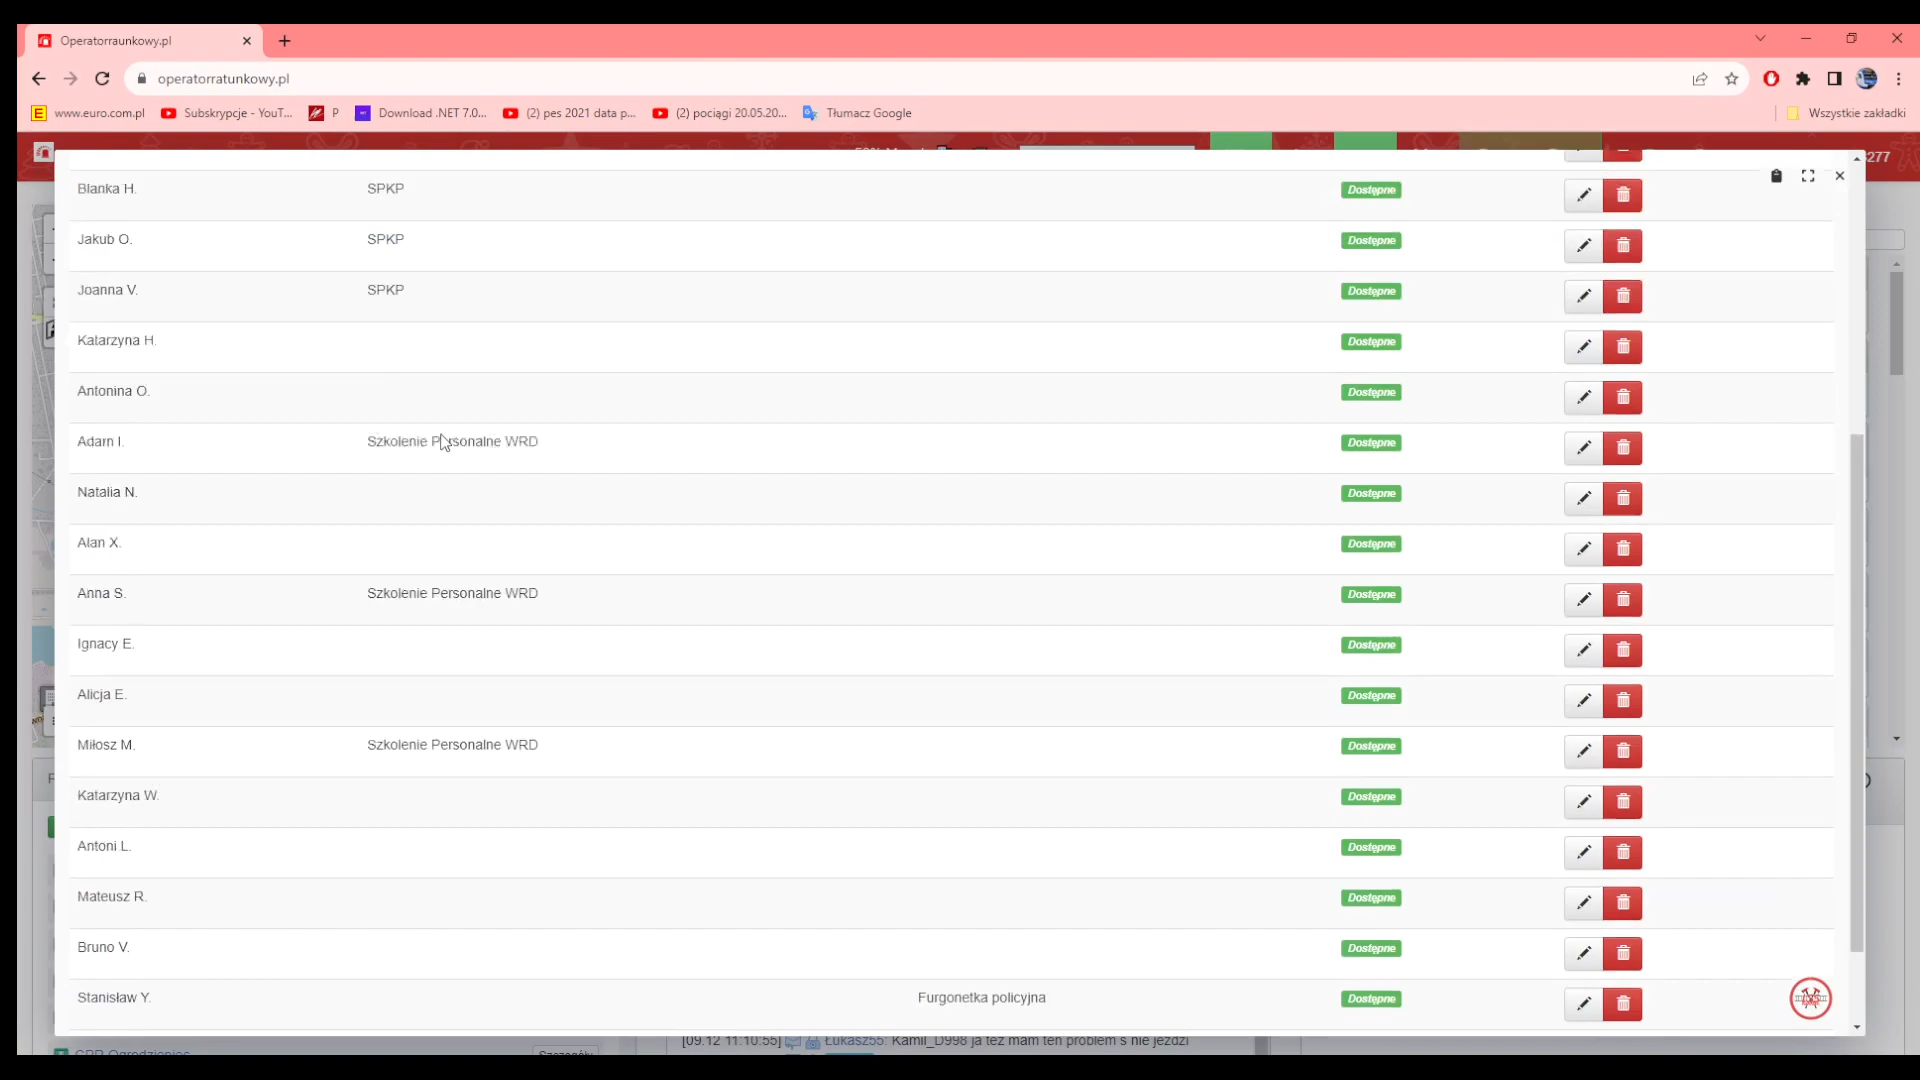 Operatorraunkowy.pl
operatorratunkowy.pl
www.euro.com.pl Subskrypcje - YouT... P Download .NET 7.0... (2) pes 2021 data p... (2) pociągi 20.05.20... Tłumacz Google Wszystkie zakładki
277
Blanka H. SPKP Dostępne
Jakub O. SPKP Dostępne
Joanna V. SPKP Dostępne
Katarzyna H. Dostępne
Antonina O. Dostępne
Adam I. Szkolenie Personalne WRD Dostępne
Natalia N. Dostępne
Alan X. Dostępne
Anna S. Szkolenie Personalne WRD Dostępne
Ignacy E. Dostępne
Alicja E. Dostępne
Miłosz M. Szkolenie Personalne WRD Dostępne
Katarzyna W. Dostępne
Antoni L. Dostępne
Mateusz R. Dostępne
Bruno V. Dostępne
Stanisław Y. Furgonetka policyjna Dostępne
[09.12 11:10:55] Łukasz55: Kamil_D998 ja też mam ten problem s nie jeździ